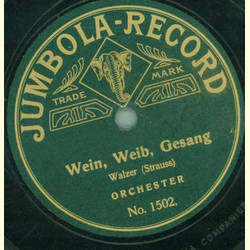 JUMBOLA-RECORD
TRADE MARK
Wein, Weib, Gesang
Walzer (Strauss)
ORCHESTER
No. 1502.